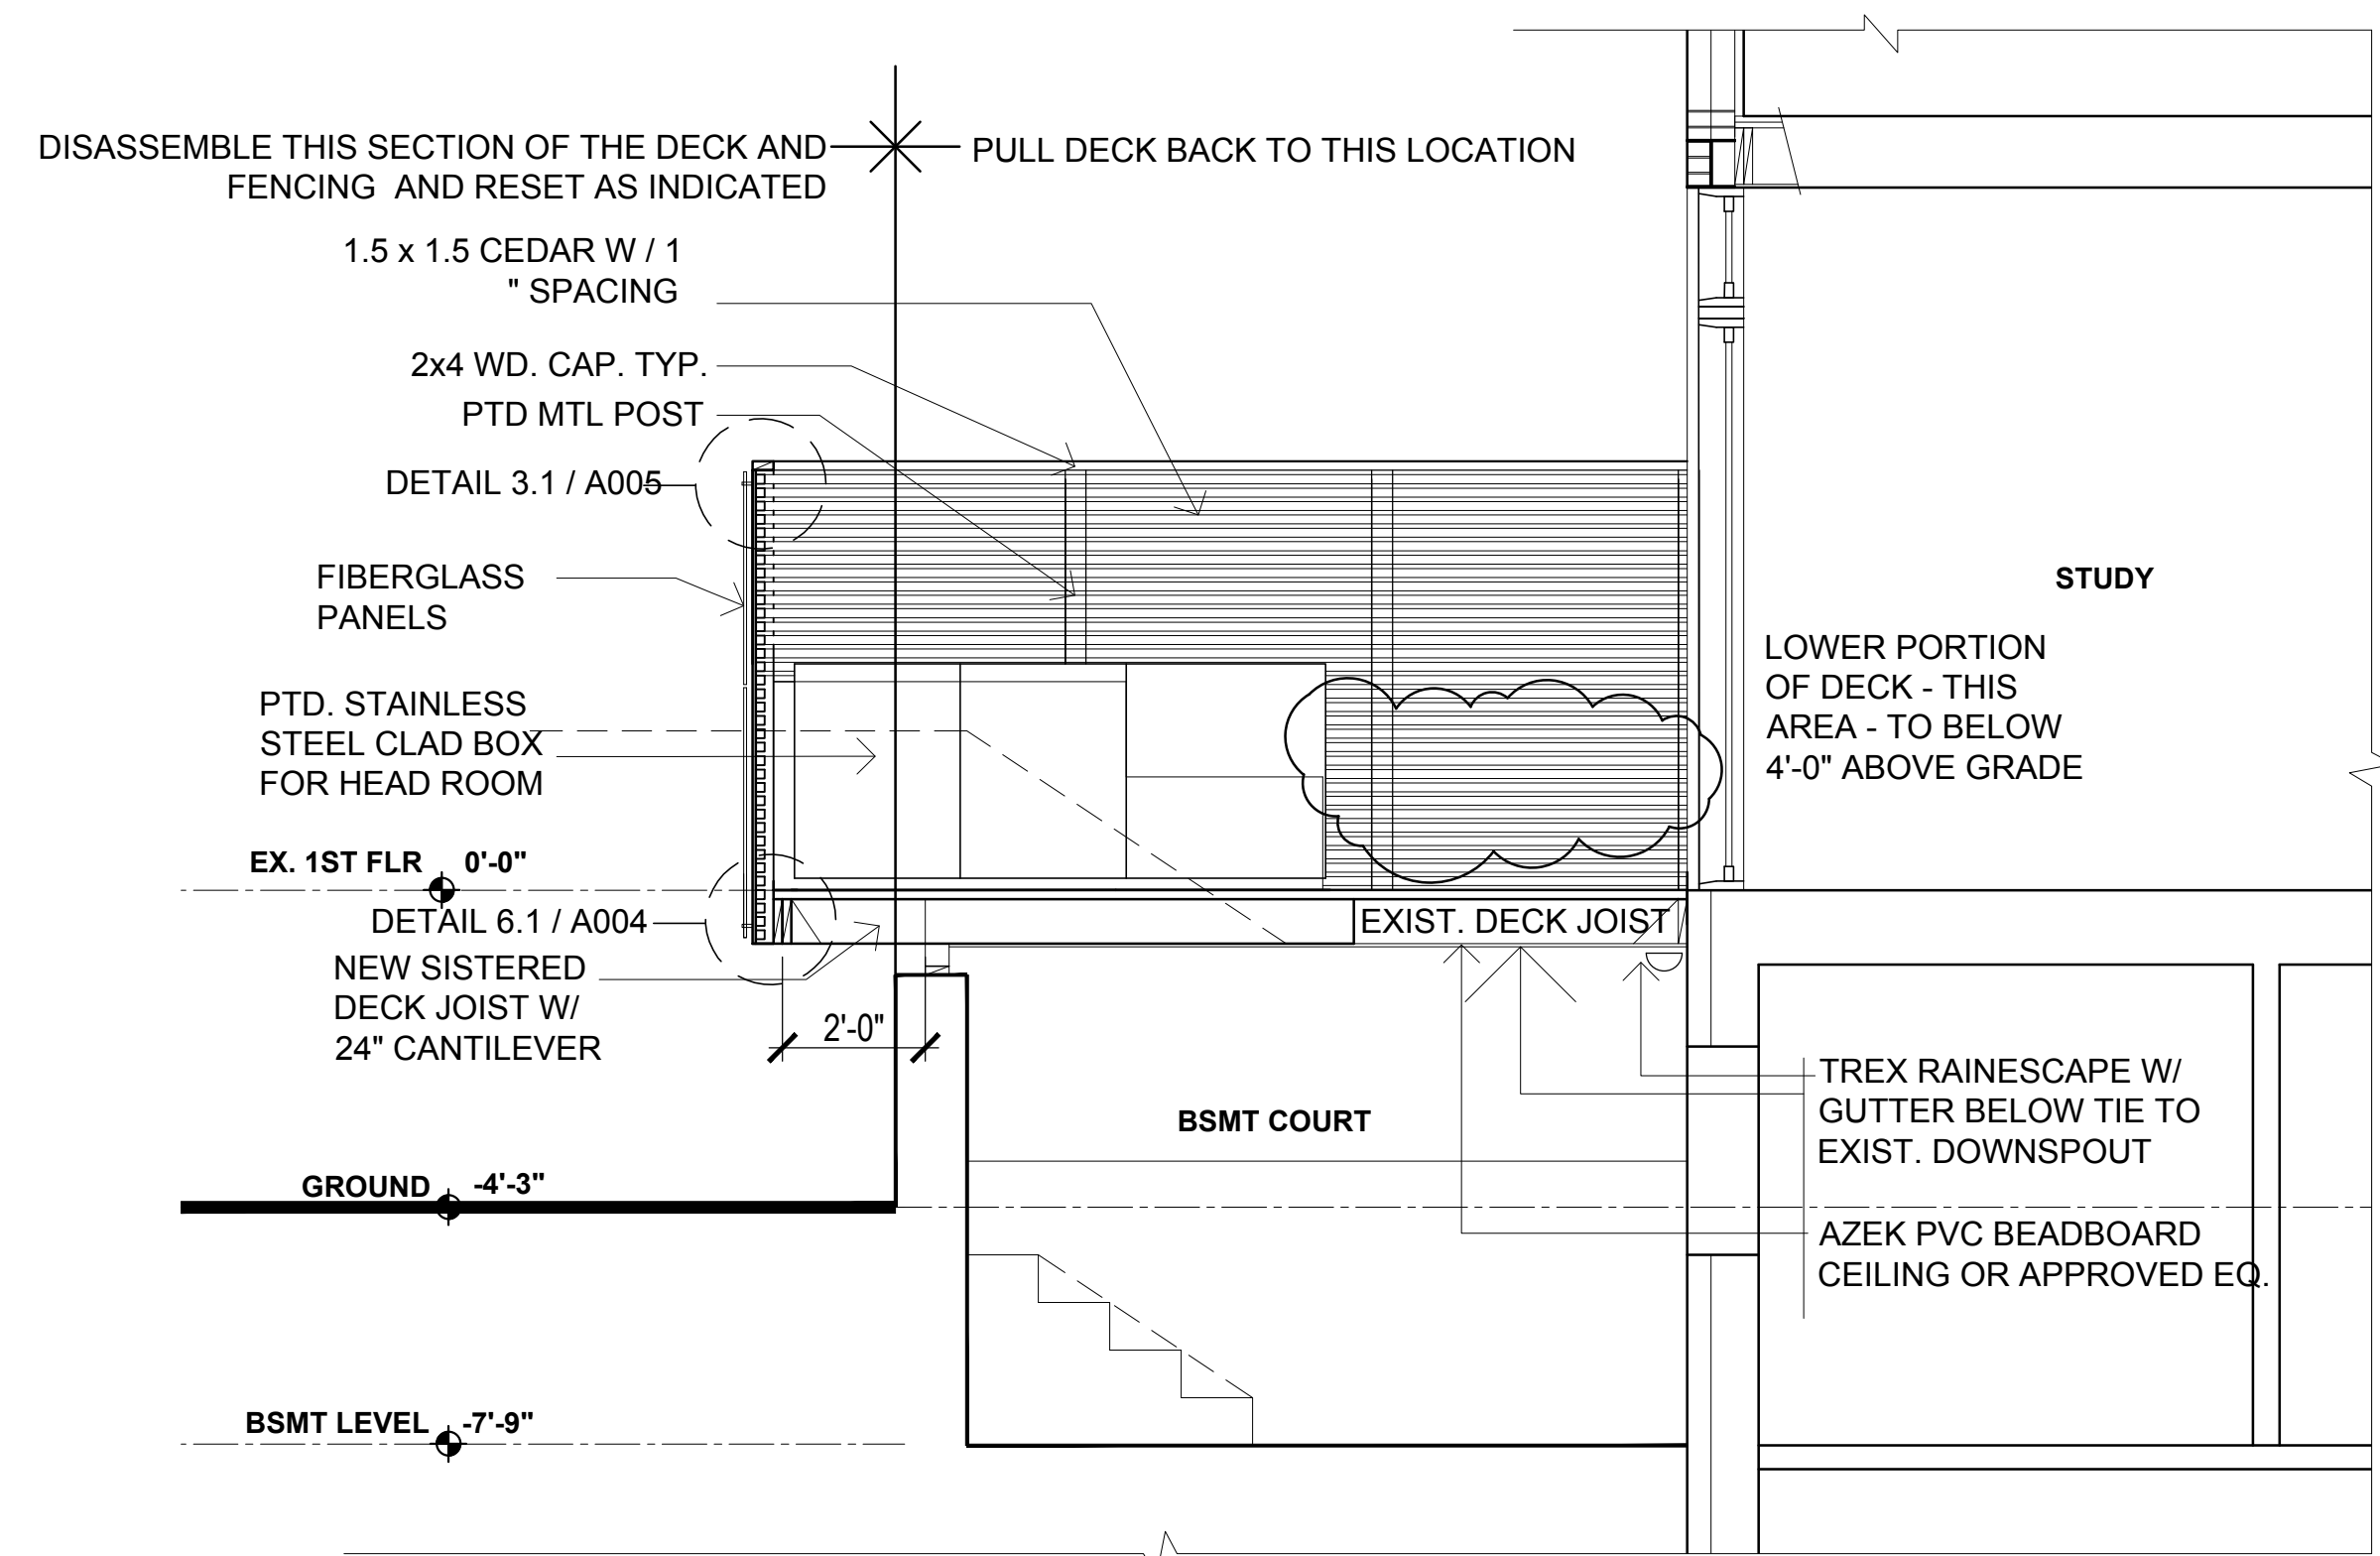 DISASSEMBLE THIS SECTION OF THE DECK AND
FENCING AND RESET AS INDICATED
PULL DECK BACK TO THIS LOCATION
1.5 x 1.5 CEDAR W / 1
" SPACING
2x4 WD. CAP. TYP.
PTD MTL POST
DETAIL 3.1 / A005
FIBERGLASS
PANELS
STUDY
LOWER PORTION
OF DECK - THIS
AREA - TO BELOW
4'-0" ABOVE GRADE
PTD. STAINLESS
STEEL CLAD BOX
FOR HEAD ROOM
EX. 1ST FLR 0'-0"
DETAIL 6.1 / A004
EXIST. DECK JOIST
NEW SISTERED
DECK JOIST W/
24" CANTILEVER
2'-0"
BSMT COURT
TREX RAINESCAPE W/
GUTTER BELOW TIE TO
EXIST. DOWNSPOUT
GROUND -4'-3"
AZEK PVC BEADBOARD
CEILING OR APPROVED EQ.
BSMT LEVEL -7'-9"